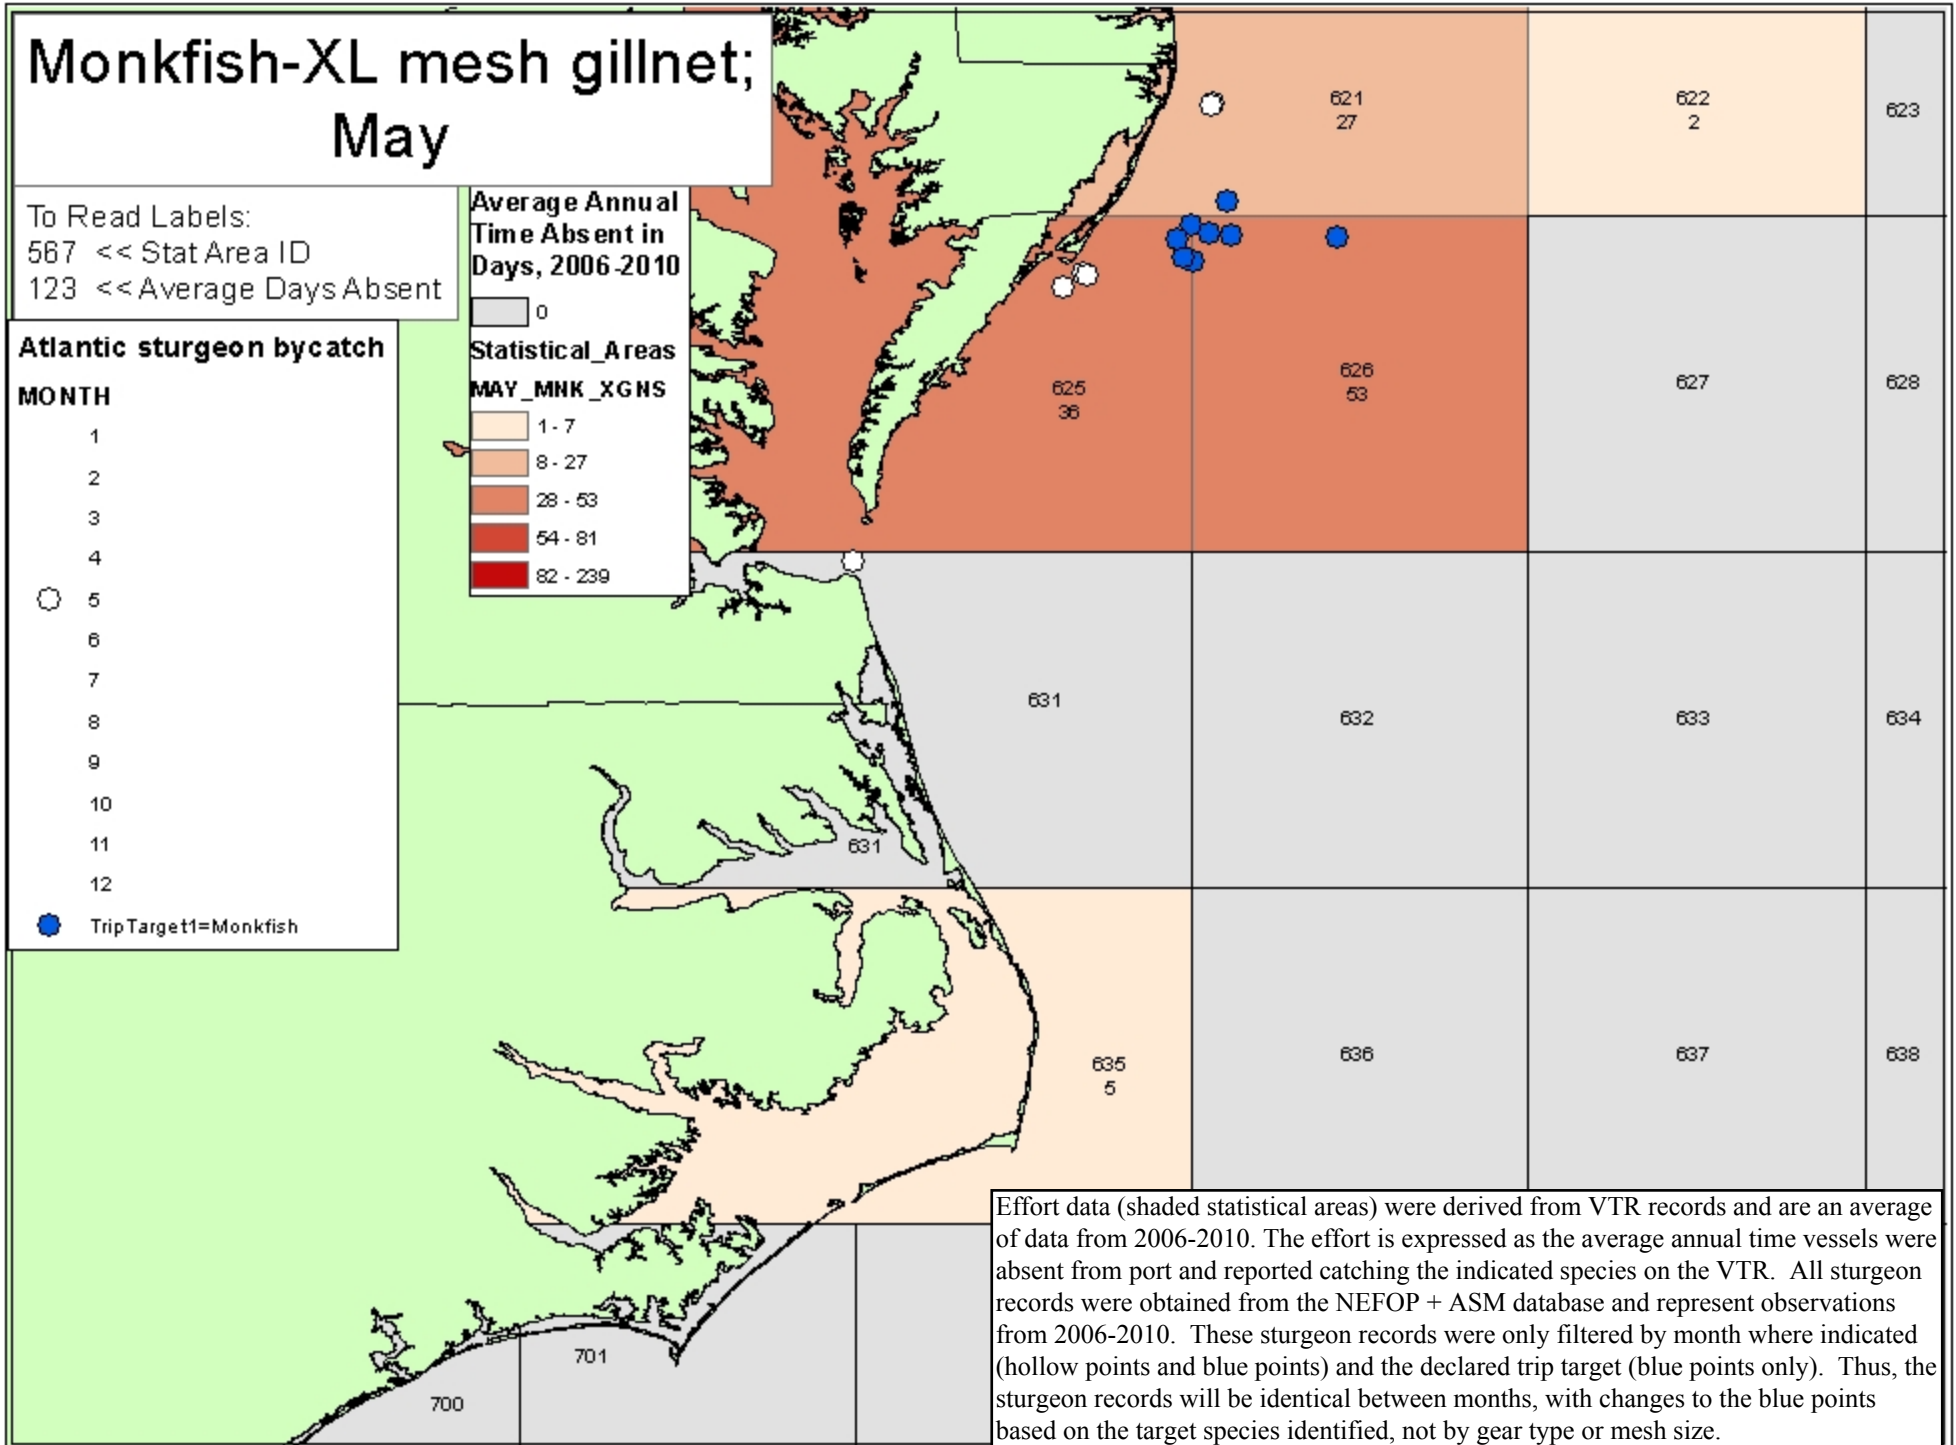 Monkfish-XL mesh gillnet;
May
To Read Labels:
567 << Stat Area ID
123 << Average Days Absent
Average Annual
Time Absent in
Days, 2006-2010
0
Statistical_Areas
MAY_MNK_XGNS
1 - 7
8 - 27
28 - 53
54 - 81
82 - 239
Atlantic sturgeon bycatch
MONTH
1
2
3
4
5
6
7
8
9
10
11
12
TripTarget1=Monkfish
621
27
622
2
623
625
36
626
53
627
628
631
632
633
634
631
635
5
636
637
638
701
700
Effort data (shaded statistical areas) were derived from VTR records and are an average
of data from 2006-2010. The effort is expressed as the average annual time vessels were
absent from port and reported catching the indicated species on the VTR.  All sturgeon
records were obtained from the NEFOP + ASM database and represent observations
from 2006-2010.  These sturgeon records were only filtered by month where indicated
(hollow points and blue points) and the declared trip target (blue points only).  Thus, the
sturgeon records will be identical between months, with changes to the blue points
based on the target species identified, not by gear type or mesh size.